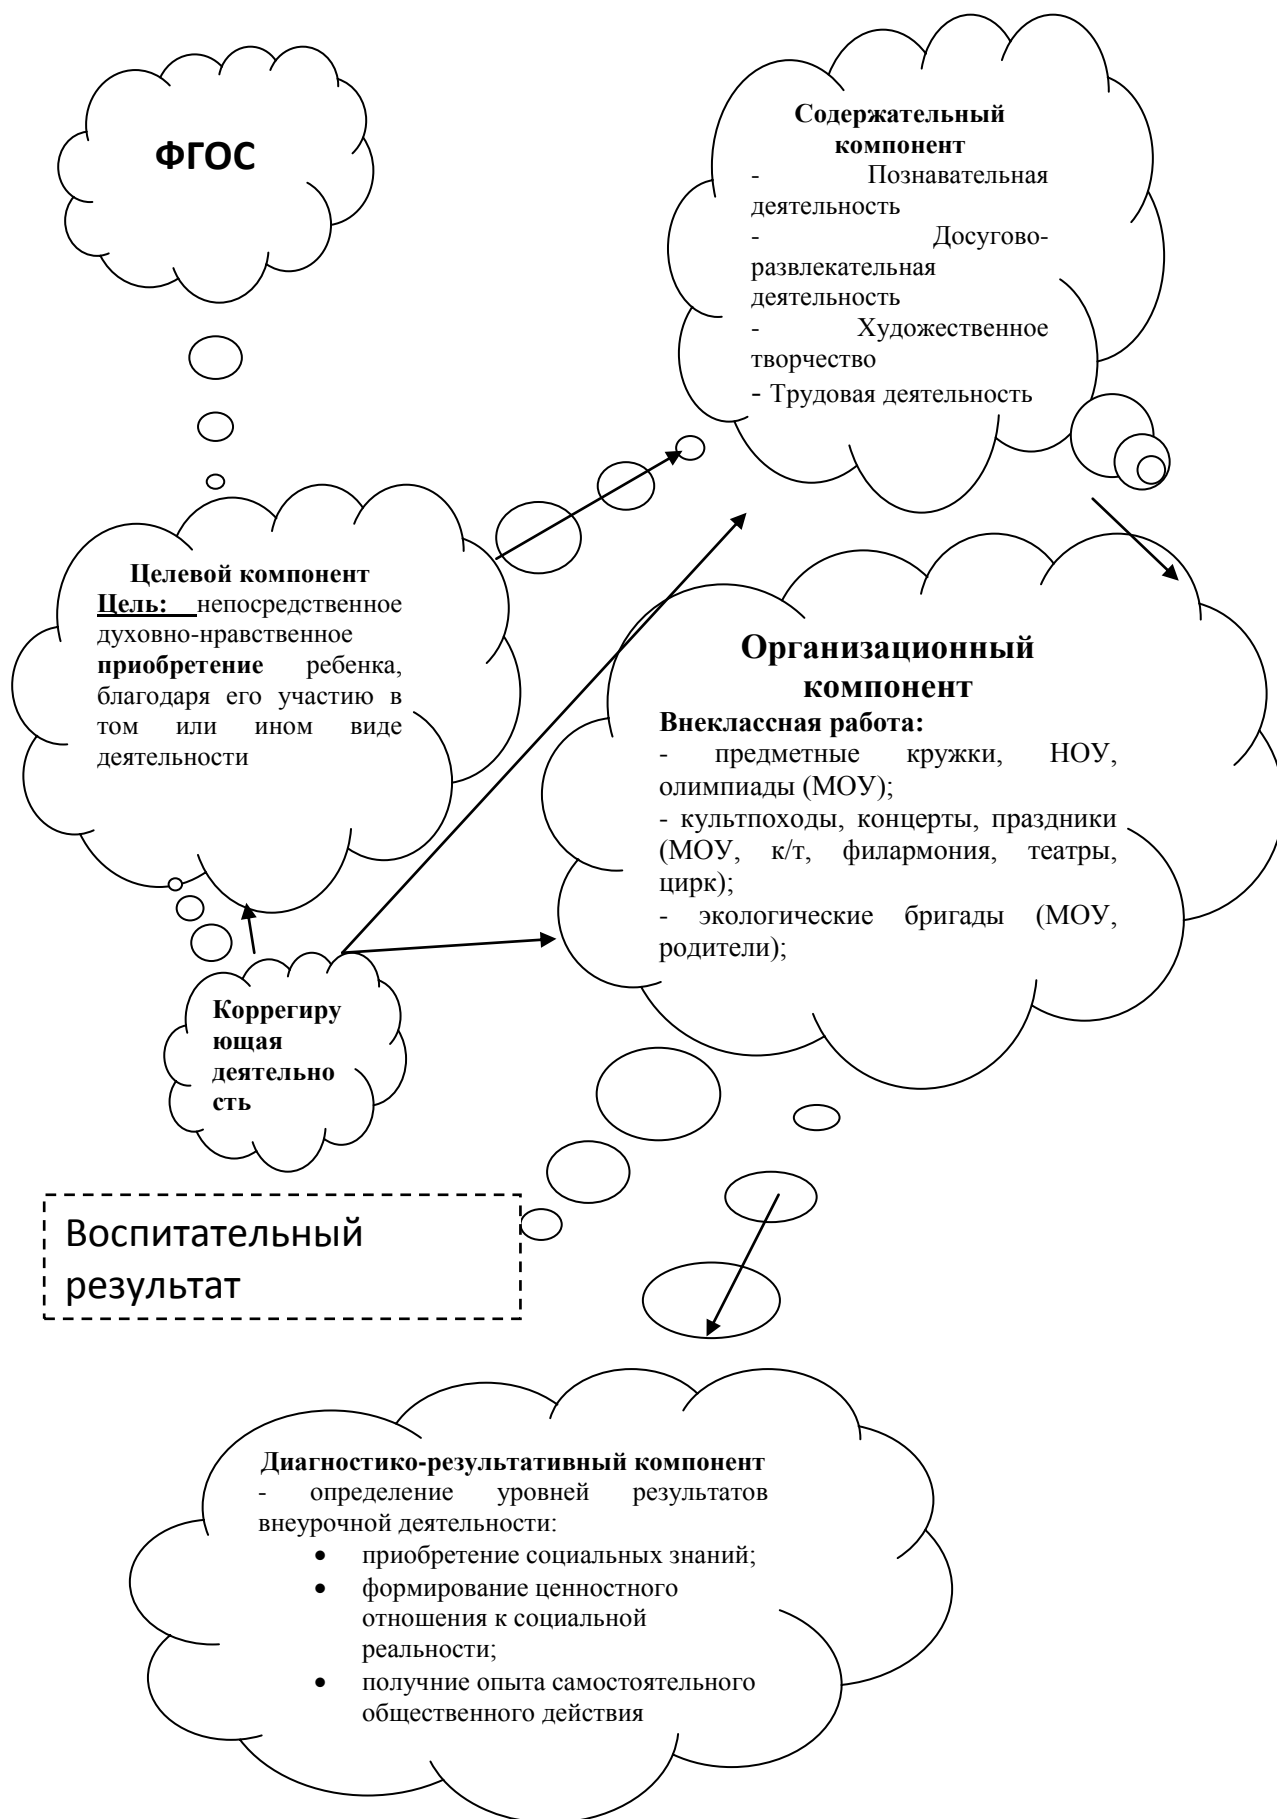 ФГОС
Содержательный
компонент
- Познавательная
деятельность
- Досугово-
развлекательная
деятельность
- Художественное
творчество
- Трудовая деятельность
Целевой компонент
Цель: непосредственное
духовно-нравственное
приобретение ребенка,
благодаря его участию в
том или ином виде
деятельности
Организационный
компонент
Внеклассная работа:
- предметные кружки, НОУ,
олимпиады (МОУ);
- культпоходы, концерты, праздники
(МОУ, к/т, филармония, театры,
цирк);
- экологические бригады (МОУ,
родители);
Коррегиру
ющая
деятельно
сть
Воспитательный
результат
Диагностико-результативный компонент
- определение уровней результатов
внеурочной деятельности:
• приобретение социальных знаний;
• формирование ценностного
отношения к социальной
реальности;
• получние опыта самостоятельного
общественного действия